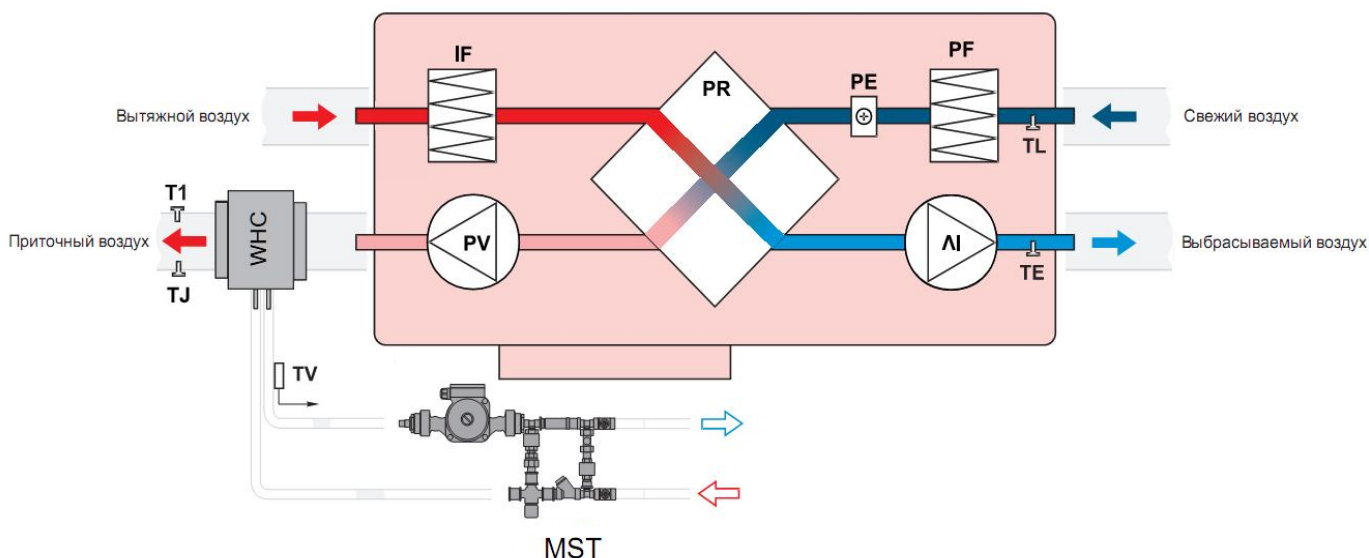 IF
PF
PE
PR
Вытяжной воздух
Свежий воздух
TL
T1
WHC
PV
IV
Приточный воздух
Выбрасываемый воздух
TJ
TE
TV
MST